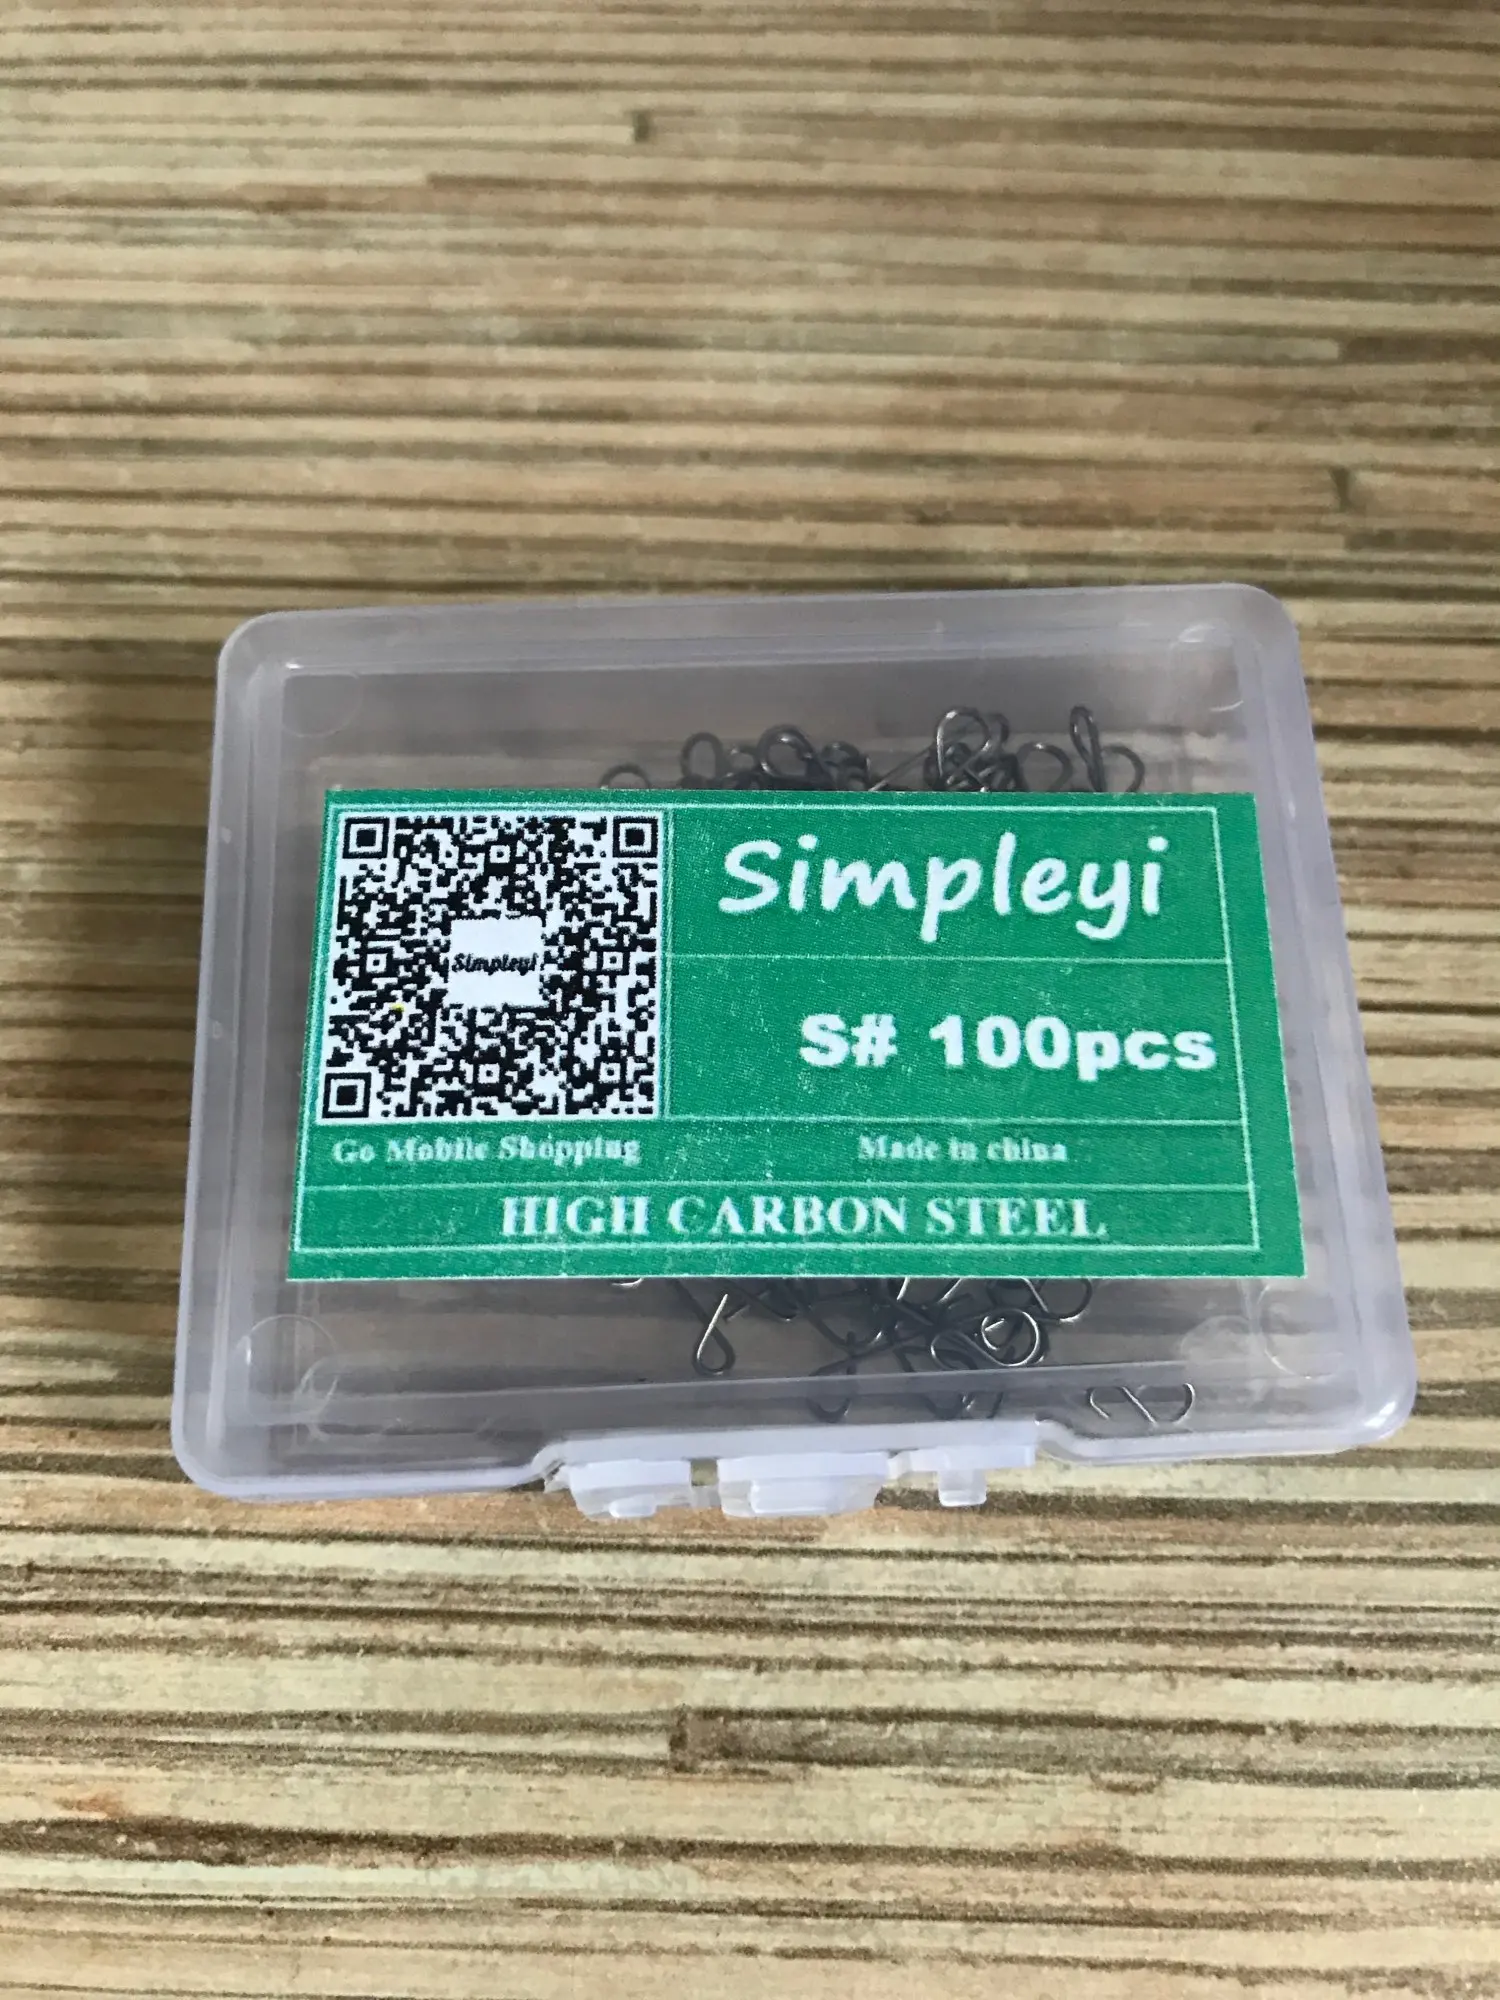 Simpleyi
Simpleyi
S# 100pcs
Go Mobile Shopping
Made in china
HIGH CARBON STEEL